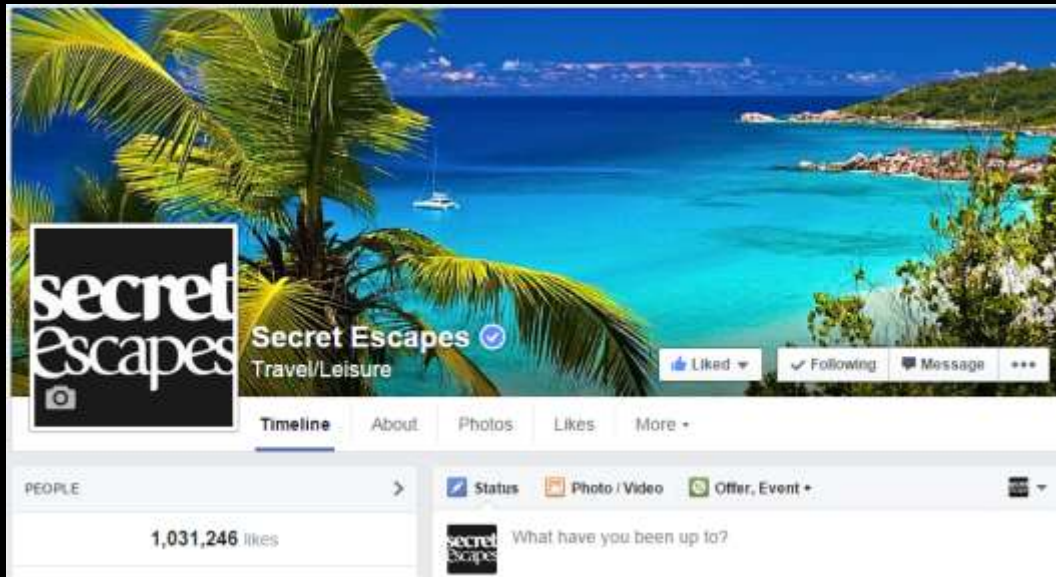 secret
escapes
Secret Escapes
Travel/Leisure
Liked
Following
Message
Timeline
About
Photos
Likes
More
PEOPLE
1,031,246 likes
Status
Photo / Video
Offer, Event +
secret
escapes
What have you been up to?